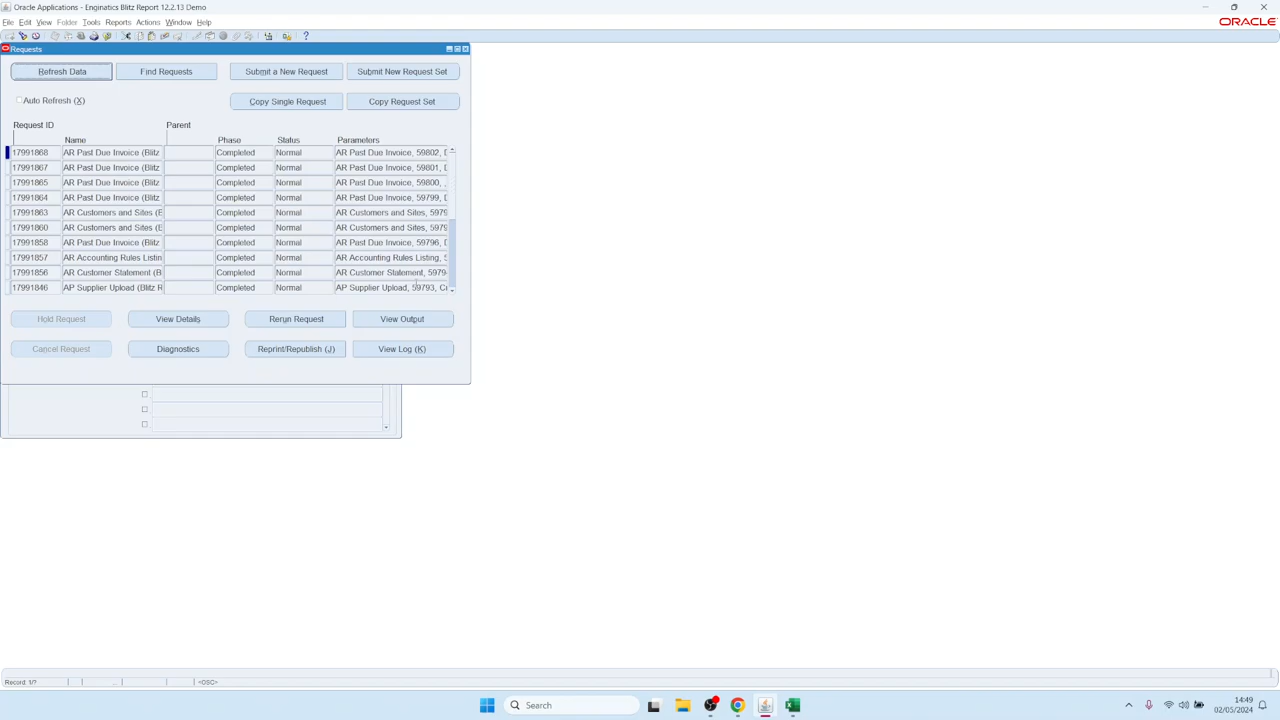 Oracle Applications - Enginatics Blitz Report 12.2.13 Demo
File Edit View Folder Tools Reports Actions Window Help
ORACLE
Requests
Refresh Data Find Requests Submit a New Request Submit New Request Set
Auto Refresh (X) Copy Single Request Copy Request Set
Request ID Parent
Name Phase Status Parameters
17991868 AR Past Due Invoice (Blitz Completed Normal AR Past Due Invoice, 59802, D
17991867 AR Past Due Invoice (Blitz Completed Normal AR Past Due Invoice, 59801, D
17991865 AR Past Due Invoice (Blitz Completed Normal AR Past Due Invoice, 59800, ,
17991864 AR Past Due Invoice (Blitz Completed Normal AR Past Due Invoice, 59799, D
17991863 AR Customers and Sites (E Completed Normal AR Customers and Sites, 5979
17991860 AR Customers and Sites (E Completed Normal AR Customers and Sites, 5979
17991858 AR Past Due Invoice (Blitz Completed Normal AR Past Due Invoice, 59796, D
17991857 AR Accounting Rules Listin Completed Normal AR Accounting Rules Listing, 5
17991856 AR Customer Statement (B Completed Normal AR Customer Statement, 5979
17991846 AP Supplier Upload (Blitz R Completed Normal AP Supplier Upload, 59793, Cr
Hold Request View Details Rerun Request View Output
Cancel Request Diagnostics Reprint/Republish (J) View Log (K)
Record: 1/? ... <OSC>
Search
14:49
02/05/2024